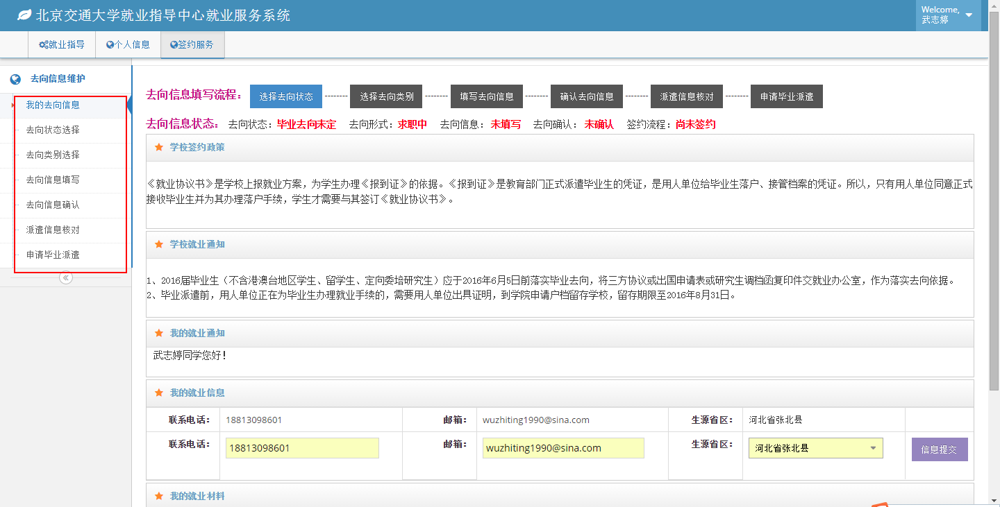 北京交通大学就业指导中心就业服务系统
Welcome,
武志婷
就业指导 个人信息 签约服务
去向信息维护
我的去向信息
去向状态选择
去向类别选择
去向信息填写
去向信息确认
派遣信息核对
申请毕业派遣
去向信息填写流程： 选择去向状态 ------- 选择去向类别 ------- 填写去向信息 ------- 确认去向信息 ------- 派遣信息核对 ------- 申请毕业派遣
去向信息状态： 去向状态：毕业去向未定 去向形式：求职中 去向信息：未填写 去向确认：未确认 签约流程：尚未签约
学校签约政策
《就业协议书》是学校上报就业方案，为学生办理《报到证》的依据。《报到证》是教育部门正式派遣毕业生的凭证，是用人单位给毕业生落户、接管档案的凭证。所以，只有用人单位同意正式
接收毕业生并为其办理落户手续，学生才需要与其签订《就业协议书》。
学校就业通知
1、2016届毕业生（不含港澳台地区学生、留学生、定向委培研究生）应于2016年6月5日前落实毕业去向，将三方协议或出国申请表或研究生调档函复印件交就业办公室，作为落实去向依据。
2、毕业派遣前，用人单位正在为毕业生办理就业手续的，需要用人单位出具证明，到学院申请户档留存学校，留存期限至2016年8月31日。
我的就业通知
武志婷同学您好！
我的就业信息
联系电话： 18813098601 邮箱： wuzhiting1990@sina.com 生源省区： 河北省张北县
联系电话： 18813098601 邮箱： wuzhiting1990@sina.com 生源省区： 河北省张北县 信息提交
我的就业材料